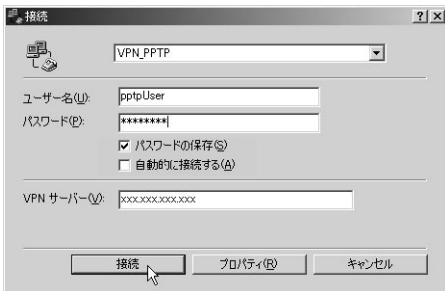 接続
VPN_PPTP
ユーザー名(U): pptpUser
パスワード(P): ********
パスワードの保存(S)
自動的に接続する(A)
VPN サーバー(V): xxx.xxx.xxx.xxx
接続 プロパティ(R) キャンセル